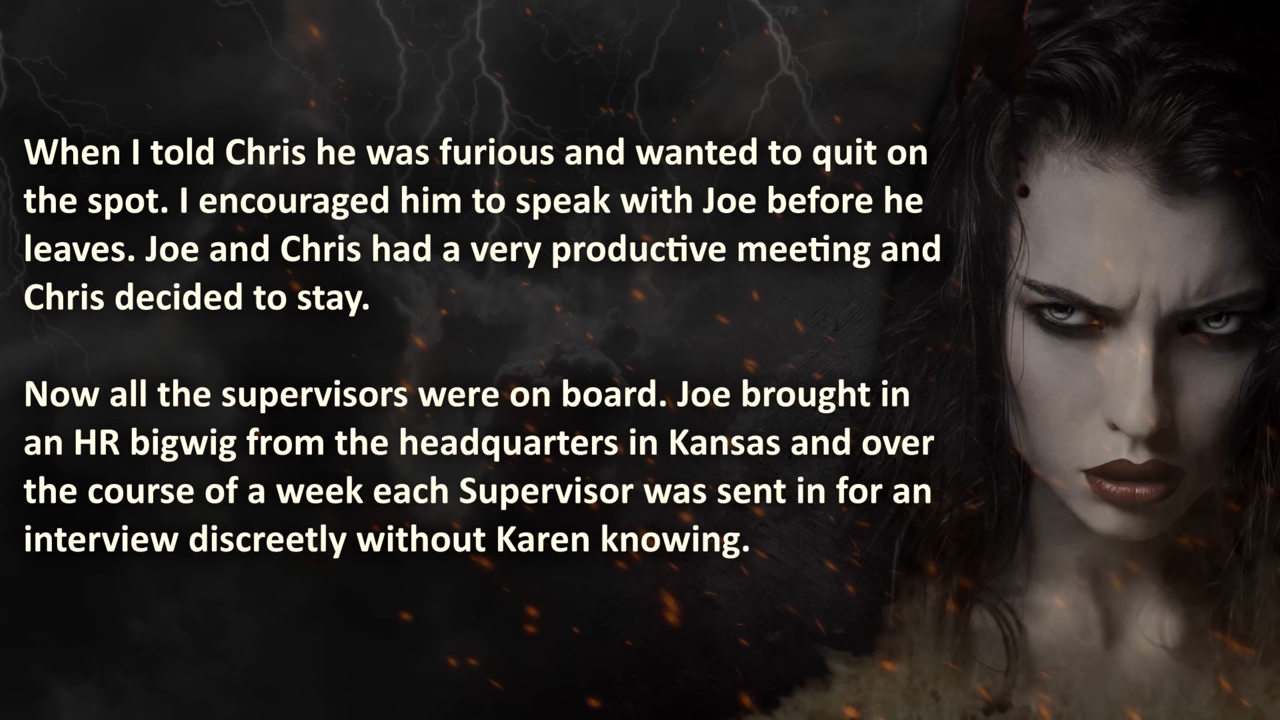 When I told Chris he was furious and wanted to quit on
the spot. I encouraged him to speak with Joe before he
leaves. Joe and Chris had a very productive meeting and
Chris decided to stay.
Now all the supervisors were on board. Joe brought in
an HR bigwig from the headquarters in Kansas and over
the course of a week each Supervisor was sent in for an
interview discreetly without Karen knowing.